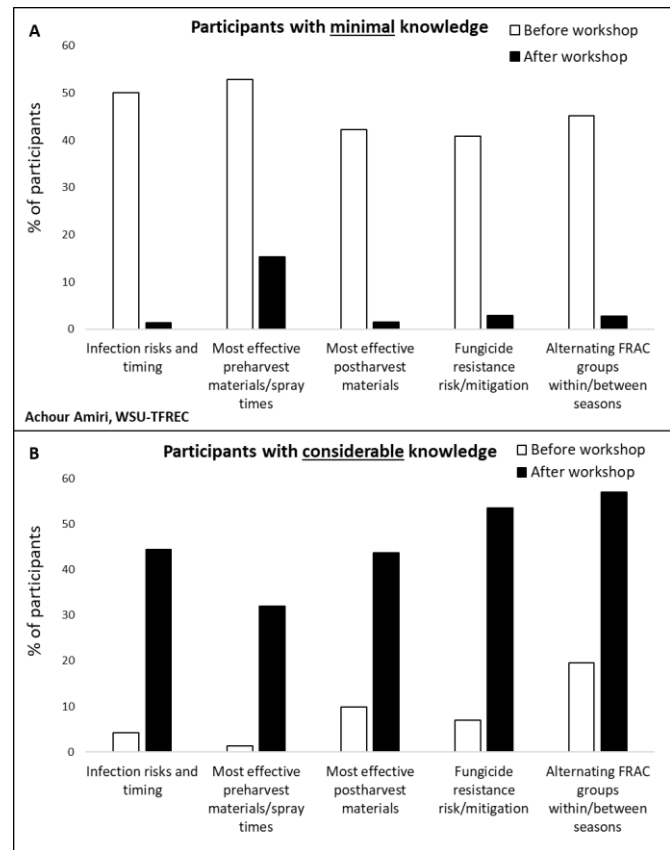 A
Participants with minimal knowledge
Before workshop
After workshop
% of participants
60
50
40
30
20
10
0
Infection risks and
timing
Most effective
preharvest
materials/spray
times
Most effective
postharvest
materials
Fungicide
resistance
risk/mitigation
Alternating FRAC
groups
within/between
seasons
Achour Amiri, WSU-TFREC
B
Participants with considerable knowledge
Before workshop
After workshop
% of participants
60
50
40
30
20
10
0
Infection risks and
timing
Most effective
preharvest
materials/spray
times
Most effective
postharvest
materials
Fungicide
resistance
risk/mitigation
Alternating FRAC
groups
within/between
seasons